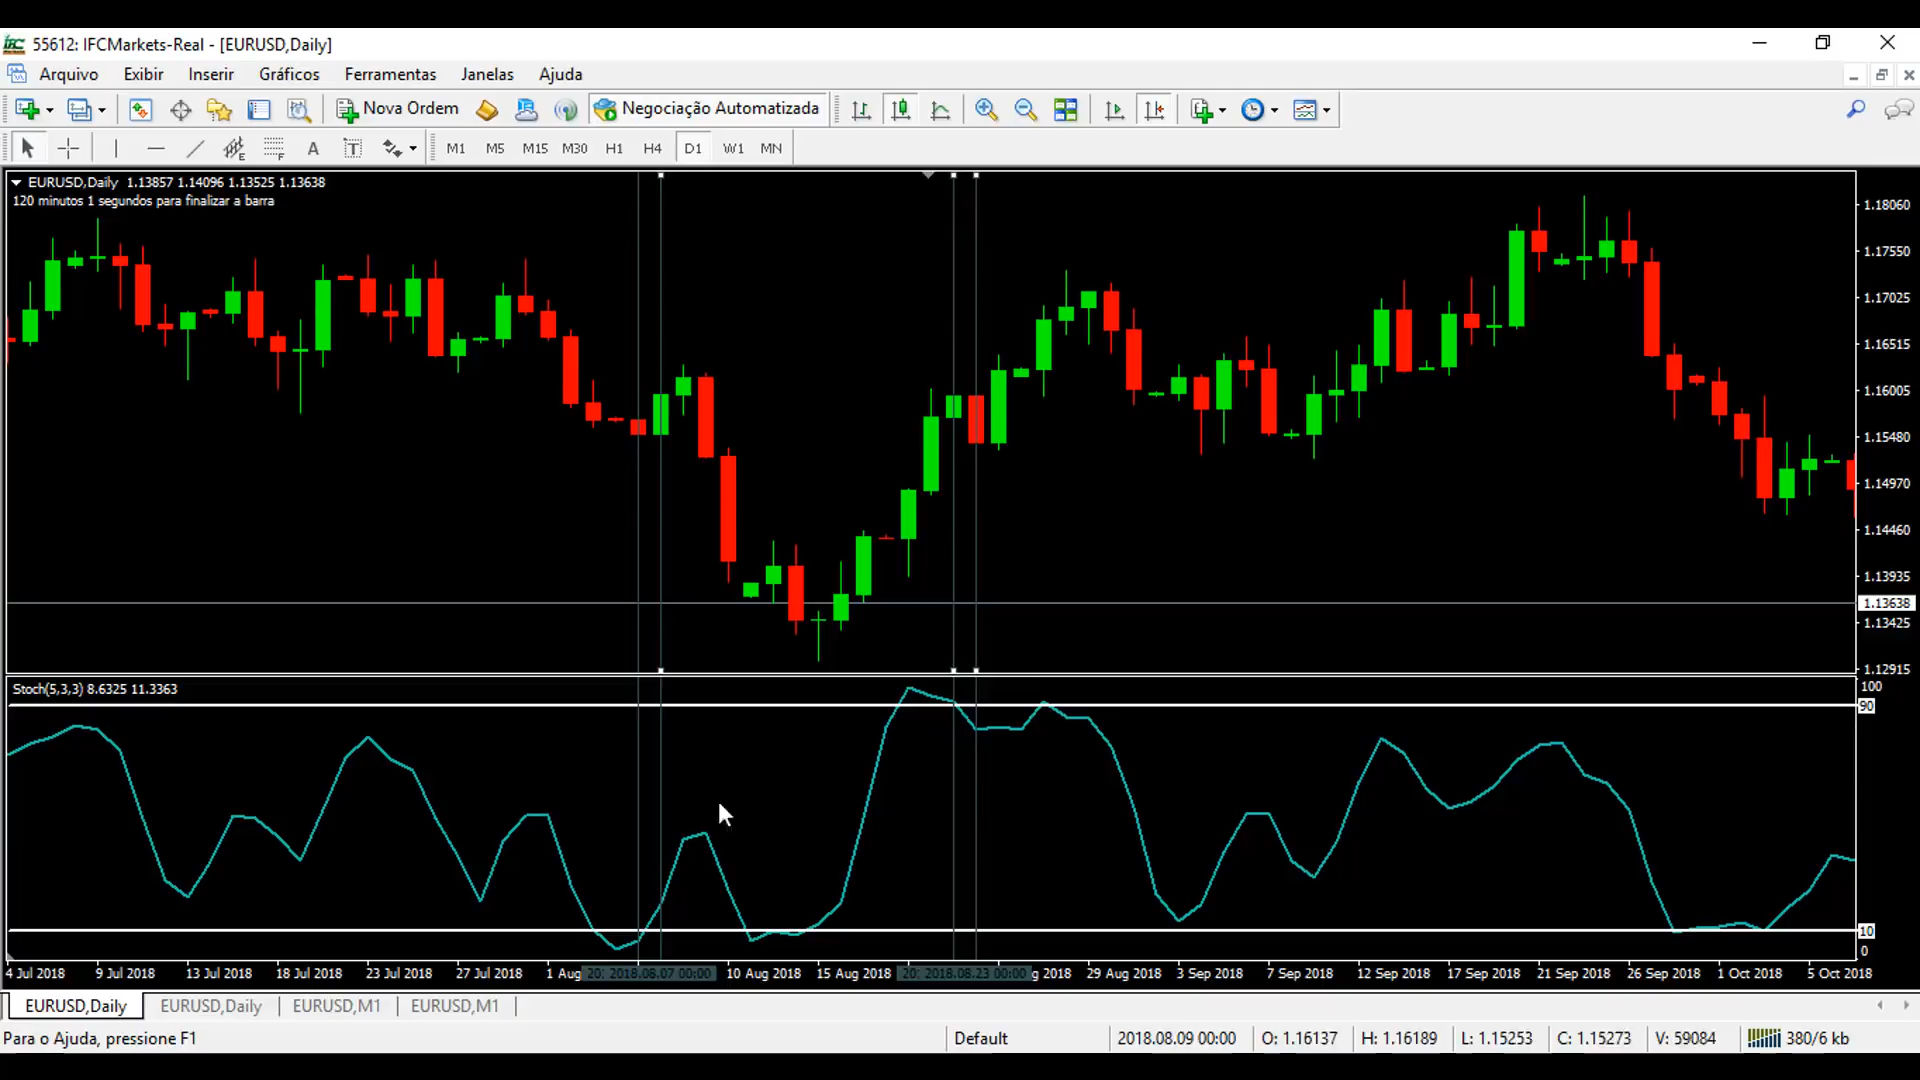 55612: IFCMarkets-Real - [EURUSD,Daily]
Arquivo Exibir Inserir Gráficos Ferramentas Janelas Ajuda
Nova Ordem Negociação Automatizada
A T E F M1 M5 M15 M30 H1 H4 D1 W1 MN
EURUSD,Daily 1.13857 1.14096 1.13525 1.13638
120 minutos 1 segundos para finalizar a barra
1.18060
1.17550
1.17025
1.16515
1.16005
1.15480
1.14970
1.14460
1.13935
1.13638
1.13425
1.12915
Stoch(5,3,3) 8.6325 11.3363
100
90
10
0
4 Jul 2018 9 Jul 2018 13 Jul 2018 18 Jul 2018 23 Jul 2018 27 Jul 2018 1 Aug 2018.08.07 00:00 10 Aug 2018 15 Aug 2018 2018.08.23 00:00 g 2018 29 Aug 2018 3 Sep 2018 7 Sep 2018 12 Sep 2018 17 Sep 2018 21 Sep 2018 26 Sep 2018 1 Oct 2018 5 Oct 2018
EURUSD,Daily EURUSD,Daily EURUSD,M1 EURUSD,M1
Para o Ajuda, pressione F1 Default 2018.08.09 00:00 O: 1.16137 H: 1.16189 L: 1.15253 C: 1.15273 V: 59084 380/6 kb